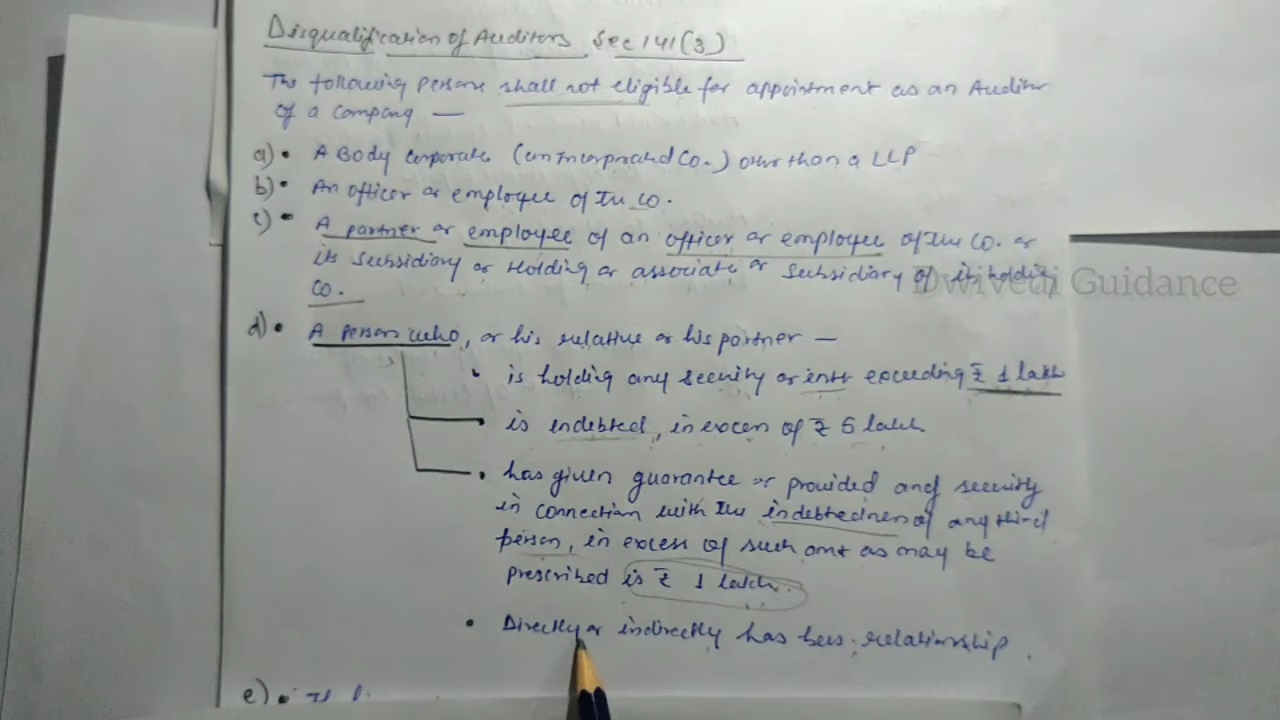 Disqualification of Auditors Sec 141(3)
The following persons shall not eligible for appointment as an Auditor
of a company —
a) • A Body corporate (an Incorporated Co.) other than a LLP
b) • An officer or employee of the co.
c) • A partner or employee of an officer or employee of the co. or
its subsidiary or Holding or associate or subsidiary of its holding
co.
Dwivedi Guidance
d) • A person who, or his relative or his partner —
• is holding any security or intr exceeding ₹ 1 lakh
• is indebted, in excess of ₹ 5 lakh
• has given guarantee or provided and security
in connection with the indebtedness of any third
person, in excess of such amt as may be
prescribed is ₹ 1 lakh.
• Directly or indirectly has bus. relationship.
e) •